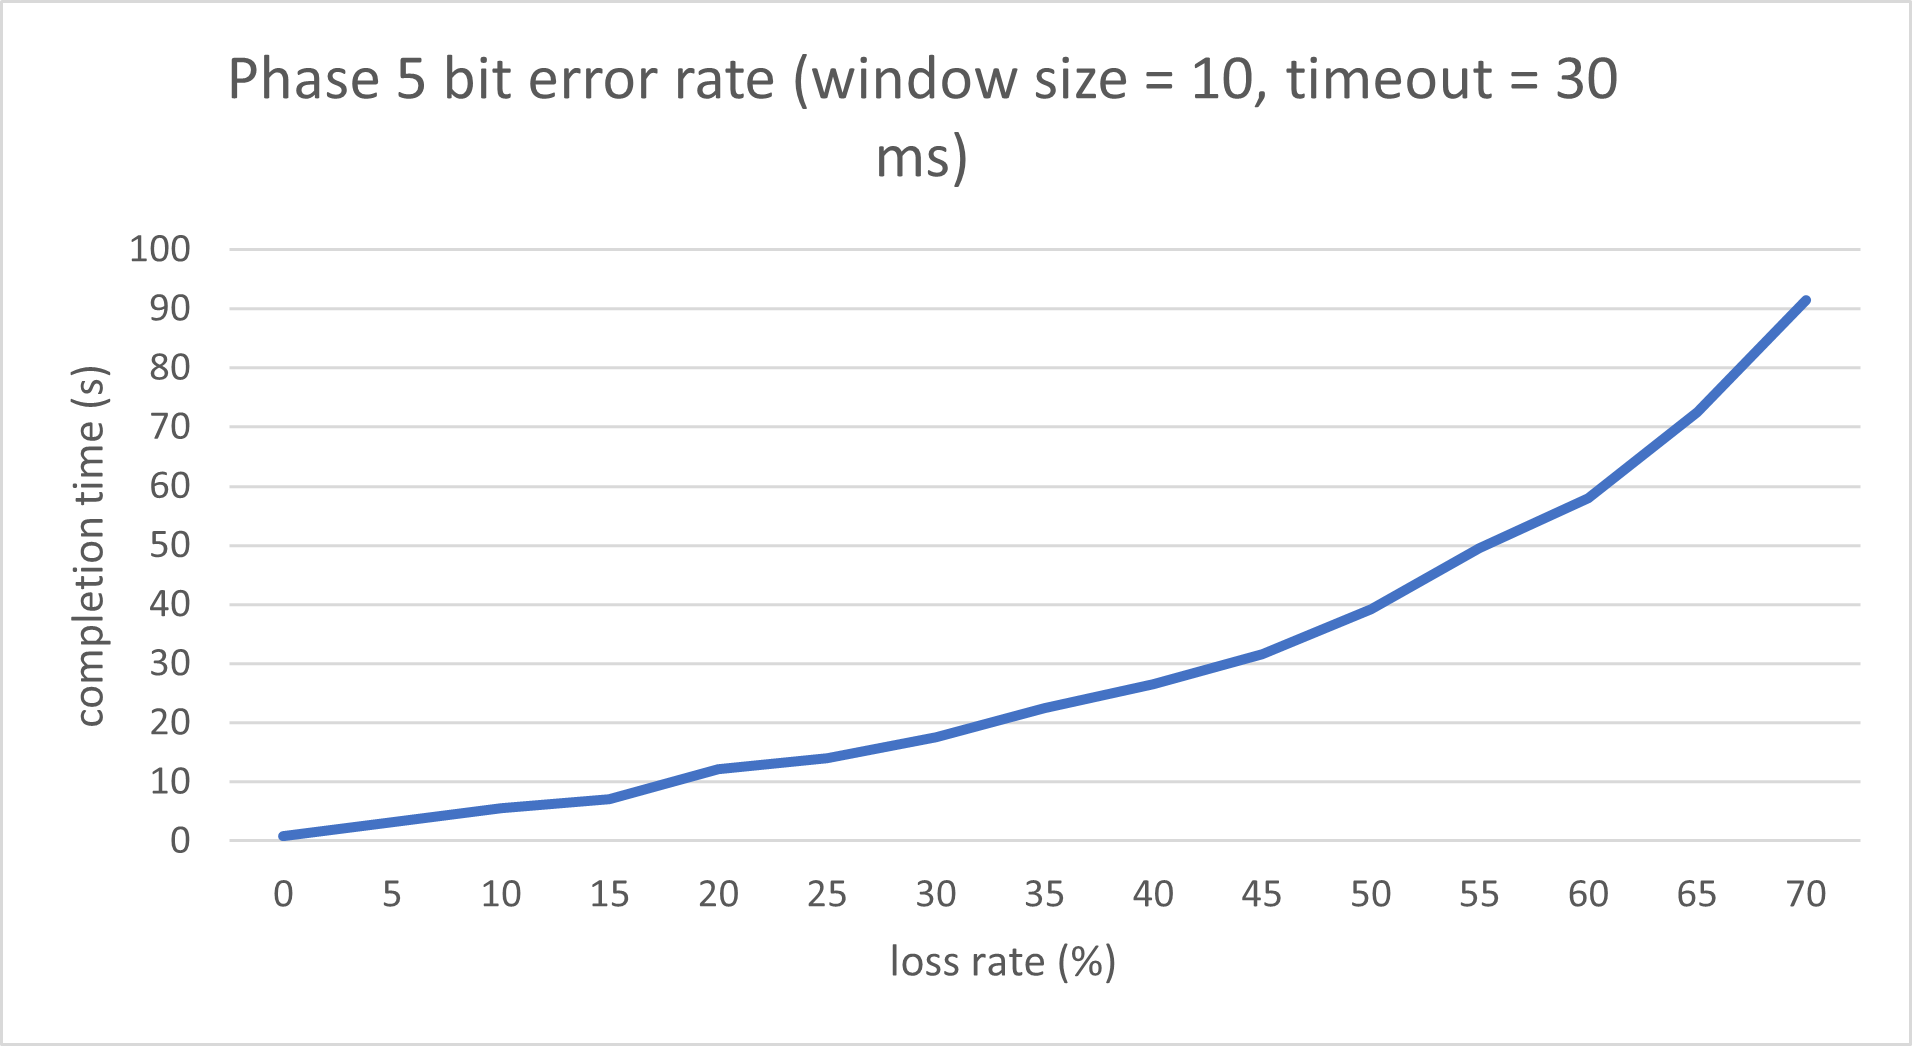 Phase 5 bit error rate (window size = 10, timeout = 30
ms)
100
90
80
70
60
50
40
30
20
10
0
completion time (s)
0 5 10 15 20 25 30 35 40 45 50 55 60 65 70
loss rate (%)